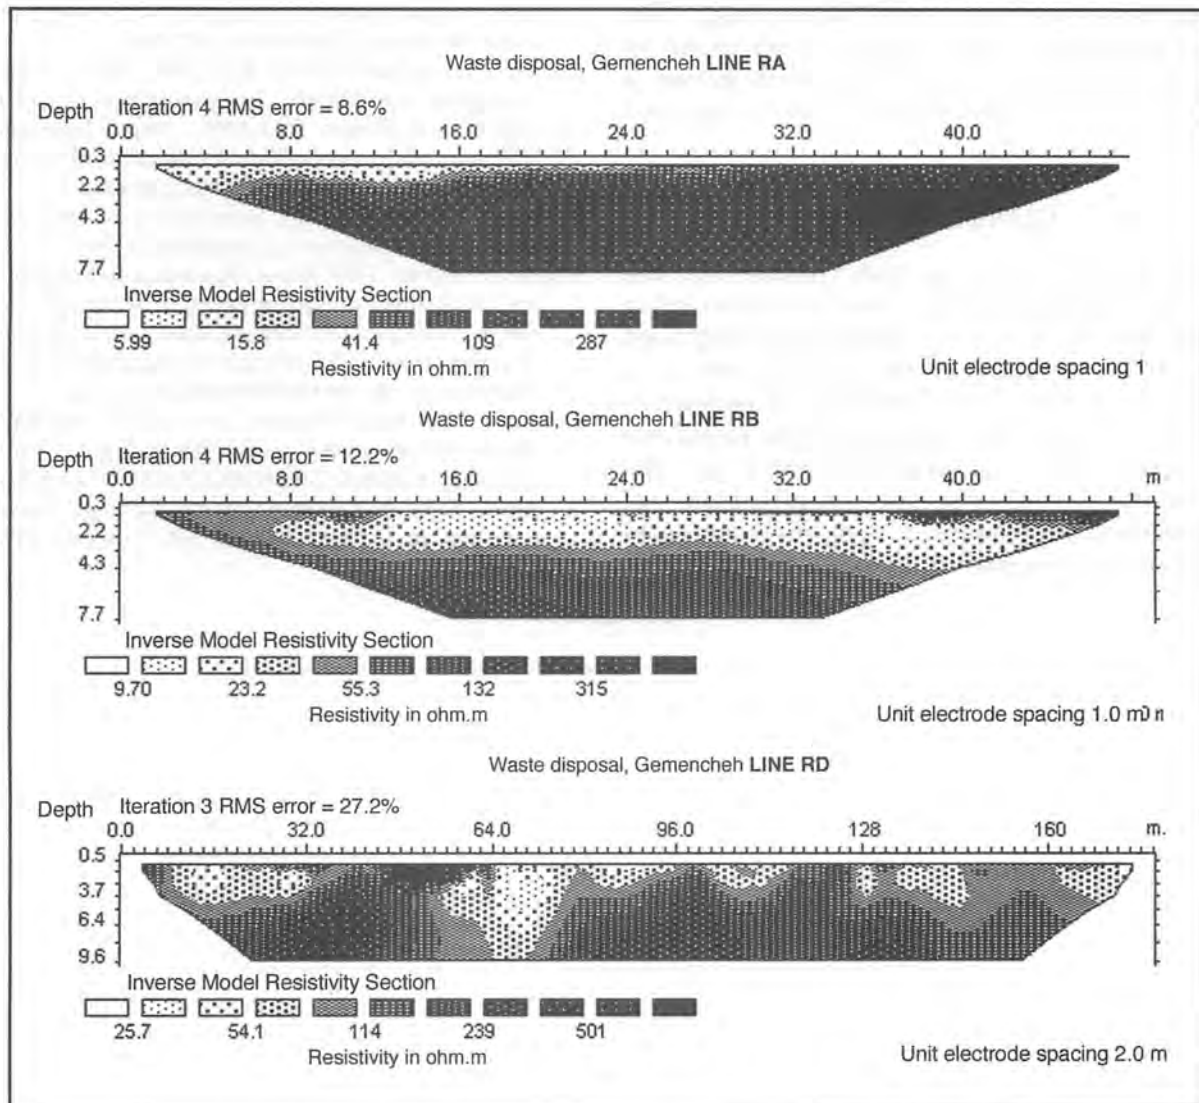 Waste disposal, Gemencheh LINE RA
Depth Iteration 4 RMS error = 8.6%
0.0 8.0 16.0 24.0 32.0 40.0
0.3
2.2
4.3
7.7
Inverse Model Resistivity Section
5.99 15.8 41.4 109 287
Resistivity in ohm.m
Unit electrode spacing 1
Waste disposal, Gemencheh LINE RB
Depth Iteration 4 RMS error = 12.2%
0.0 8.0 16.0 24.0 32.0 40.0 m.
0.3
2.2
4.3
7.7
Inverse Model Resistivity Section
9.70 23.2 55.3 132 315
Resistivity in ohm.m
Unit electrode spacing 1.0 m
Waste disposal, Gemencheh LINE RD
Depth Iteration 3 RMS error = 27.2%
0.0 32.0 64.0 96.0 128 160 m.
0.5
3.7
6.4
9.6
Inverse Model Resistivity Section
25.7 54.1 114 239 501
Resistivity in ohm.m
Unit electrode spacing 2.0 m